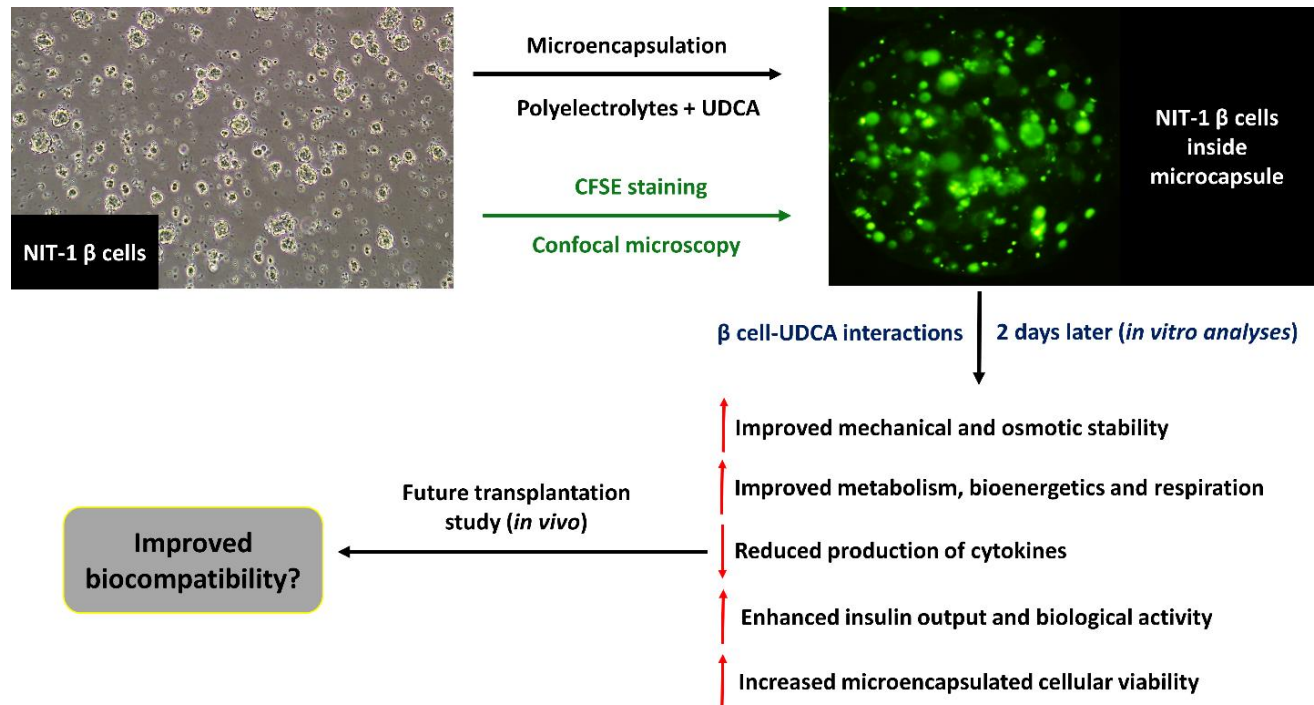 Microencapsulation
Polyelectrolytes + UDCA
CFSE staining
Confocal microscopy
NIT-1 β cells
NIT-1 β cells
inside
microcapsule
β cell-UDCA interactions
2 days later (in vitro analyses)
Improved mechanical and osmotic stability
Improved metabolism, bioenergetics and respiration
Reduced production of cytokines
Enhanced insulin output and biological activity
Increased microencapsulated cellular viability
Future transplantation
study (in vivo)
Improved
biocompatibility?